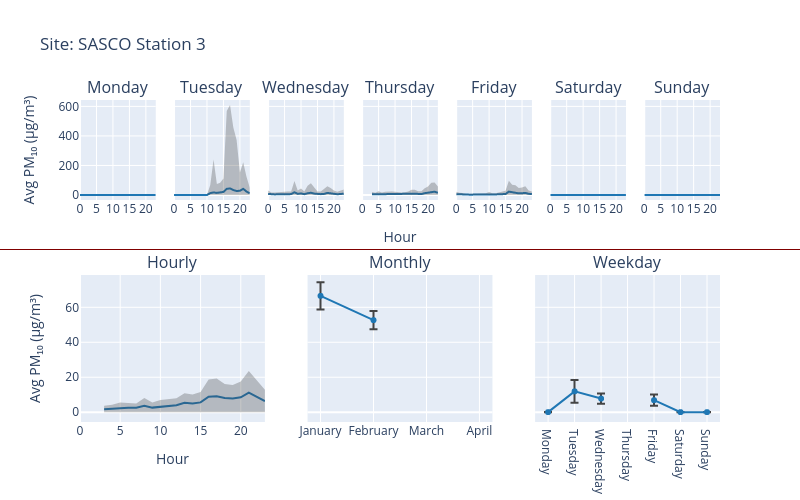 Site: SASCO Station 3
Monday Tuesday Wednesday Thursday Friday Saturday Sunday
Avg PM₁₀ (µg/m³)
600
400
200
0
0 5 10 15 20 0 5 10 15 20 0 5 10 15 20 0 5 10 15 20 0 5 10 15 20 0 5 10 15 20 0 5 10 15 20
Hour
Hourly Monthly Weekday
Avg PM₁₀ (µg/m³)
60
40
20
0
0 5 10 15 20
Hour
January February March April
Monday
Tuesday
Wednesday
Thursday
Friday
Saturday
Sunday